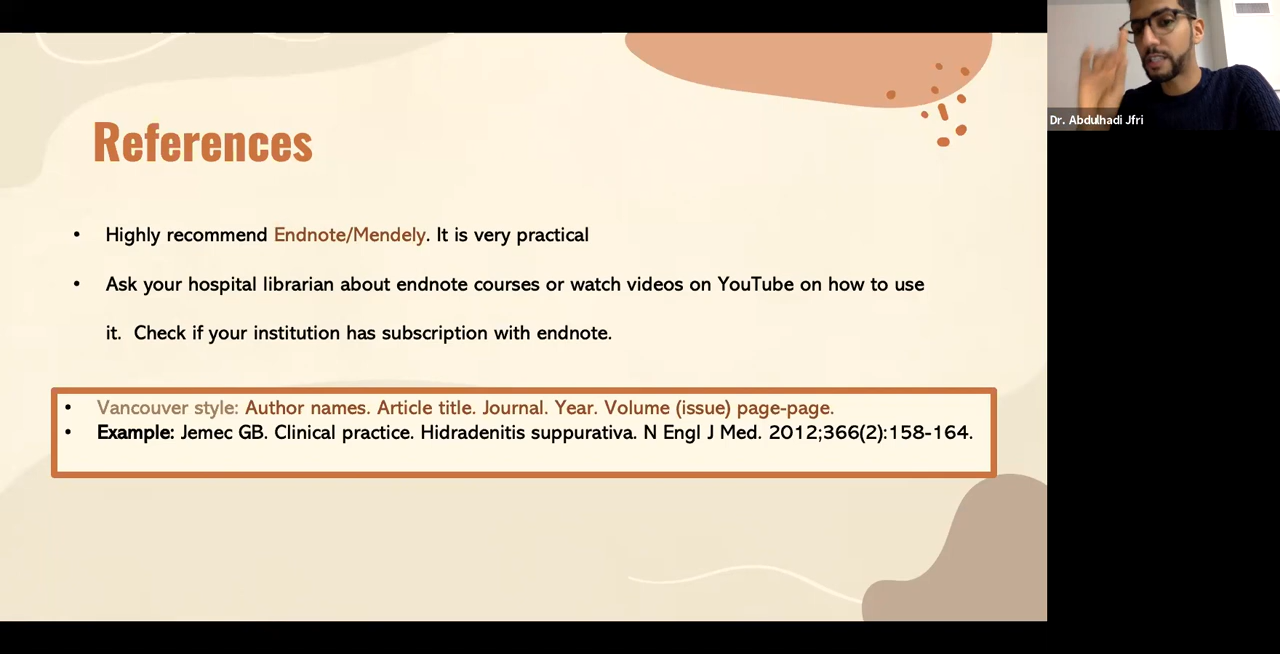 References
• Highly recommend Endnote/Mendely. It is very practical
• Ask your hospital librarian about endnote courses or watch videos on YouTube on how to use
it. Check if your institution has subscription with endnote.
• Vancouver style: Author names. Article title. Journal. Year. Volume (issue) page-page.
• Example: Jemec GB. Clinical practice. Hidradenitis suppurativa. N Engl J Med. 2012;366(2):158-164.
Dr. Abdulhadi Jfri